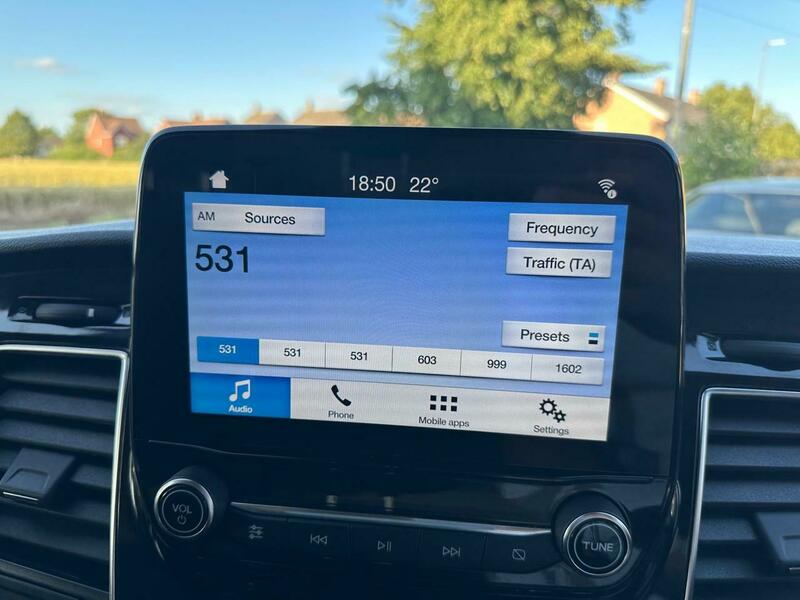 18:50 22°
AM Sources
531
Frequency
Traffic (TA)
Presets
531 531 531 603 999 1602
Audio Phone Mobile apps Settings
VOL
TUNE